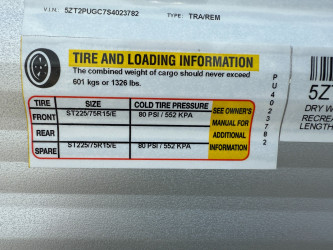 V.I.N. 5ZT2PUGC7S4023782 TYPE: TRA/REM
TIRE AND LOADING INFORMATION
The combined weight of cargo should never exceed
601 kgs or 1326 lbs.
TIRE SIZE COLD TIRE PRESSURE
FRONT ST225/75R15/E 80 PSI / 552 KPA
REAR
SPARE ST225/75R15/E 80 PSI / 552 KPA
SEE OWNER'S
MANUAL FOR
ADDITIONAL
INFORMATION
PU4023782
5ZT
DRY W
RECREA
LENGTH